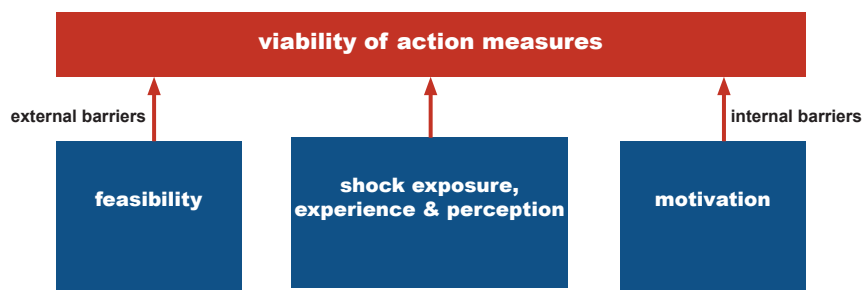 viability of action measures
external barriers
internal barriers
feasibility
shock exposure,
experience & perception
motivation